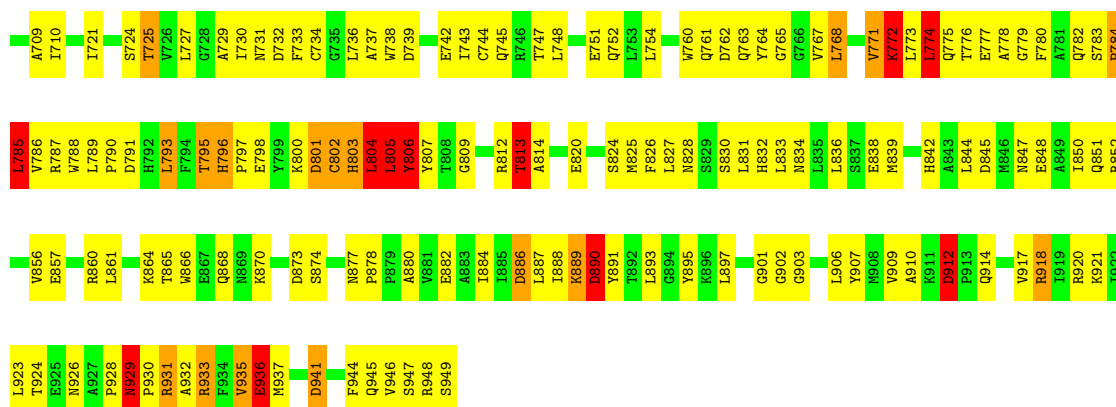 A709 I710 I721 S724 T725 V726 L727 G728 A729 I730 N731 D732 F733 C734 G735 L736 A737 W738 D739 E742 I743 C744 Q745 R746 T747 L748 E751 Q752 L753 L754 W760 Q761 D762 Q763 Y764 G765 G766 V767 L768 V771 K772 L773 L774 Q775 T776 E777 A778 G779 F780 A781 Q782 S783
L785 V786 R787 W788 L789 P790 D791 H792 L793 F794 T795 H796 P797 E798 Y799 K800 D801 C802 H803 L804 L805 Y806 Y807 T808 G809 R812 T813 A814 E820 S824 M825 F826 L827 N828 S829 S830 L831 H832 L833 N834 L835 L836 S837 E838 M839 H842 A843 L844 D845 M846 N847 E848 A849 I850 Q851
V856 E857 R860 L861 K864 T865 W866 E867 Q868 N869 K870 D873 S874 N877 P878 P879 A880 V881 E882 A883 I884 I885 D886 L887 I888 K889 D890 Y891 T892 L893 G894 Y895 K896 L897 G901 G902 G903 L906 Y907 M908 V909 A910 K911 D912 P913 Q914 V917 R918 I919 R920 K921
L923 T924 E925 N926 A927 P928 N929 P930 R931 A932 R933 F934 V935 E936 M937 D941 F944 Q945 V946 S947 R948 S949